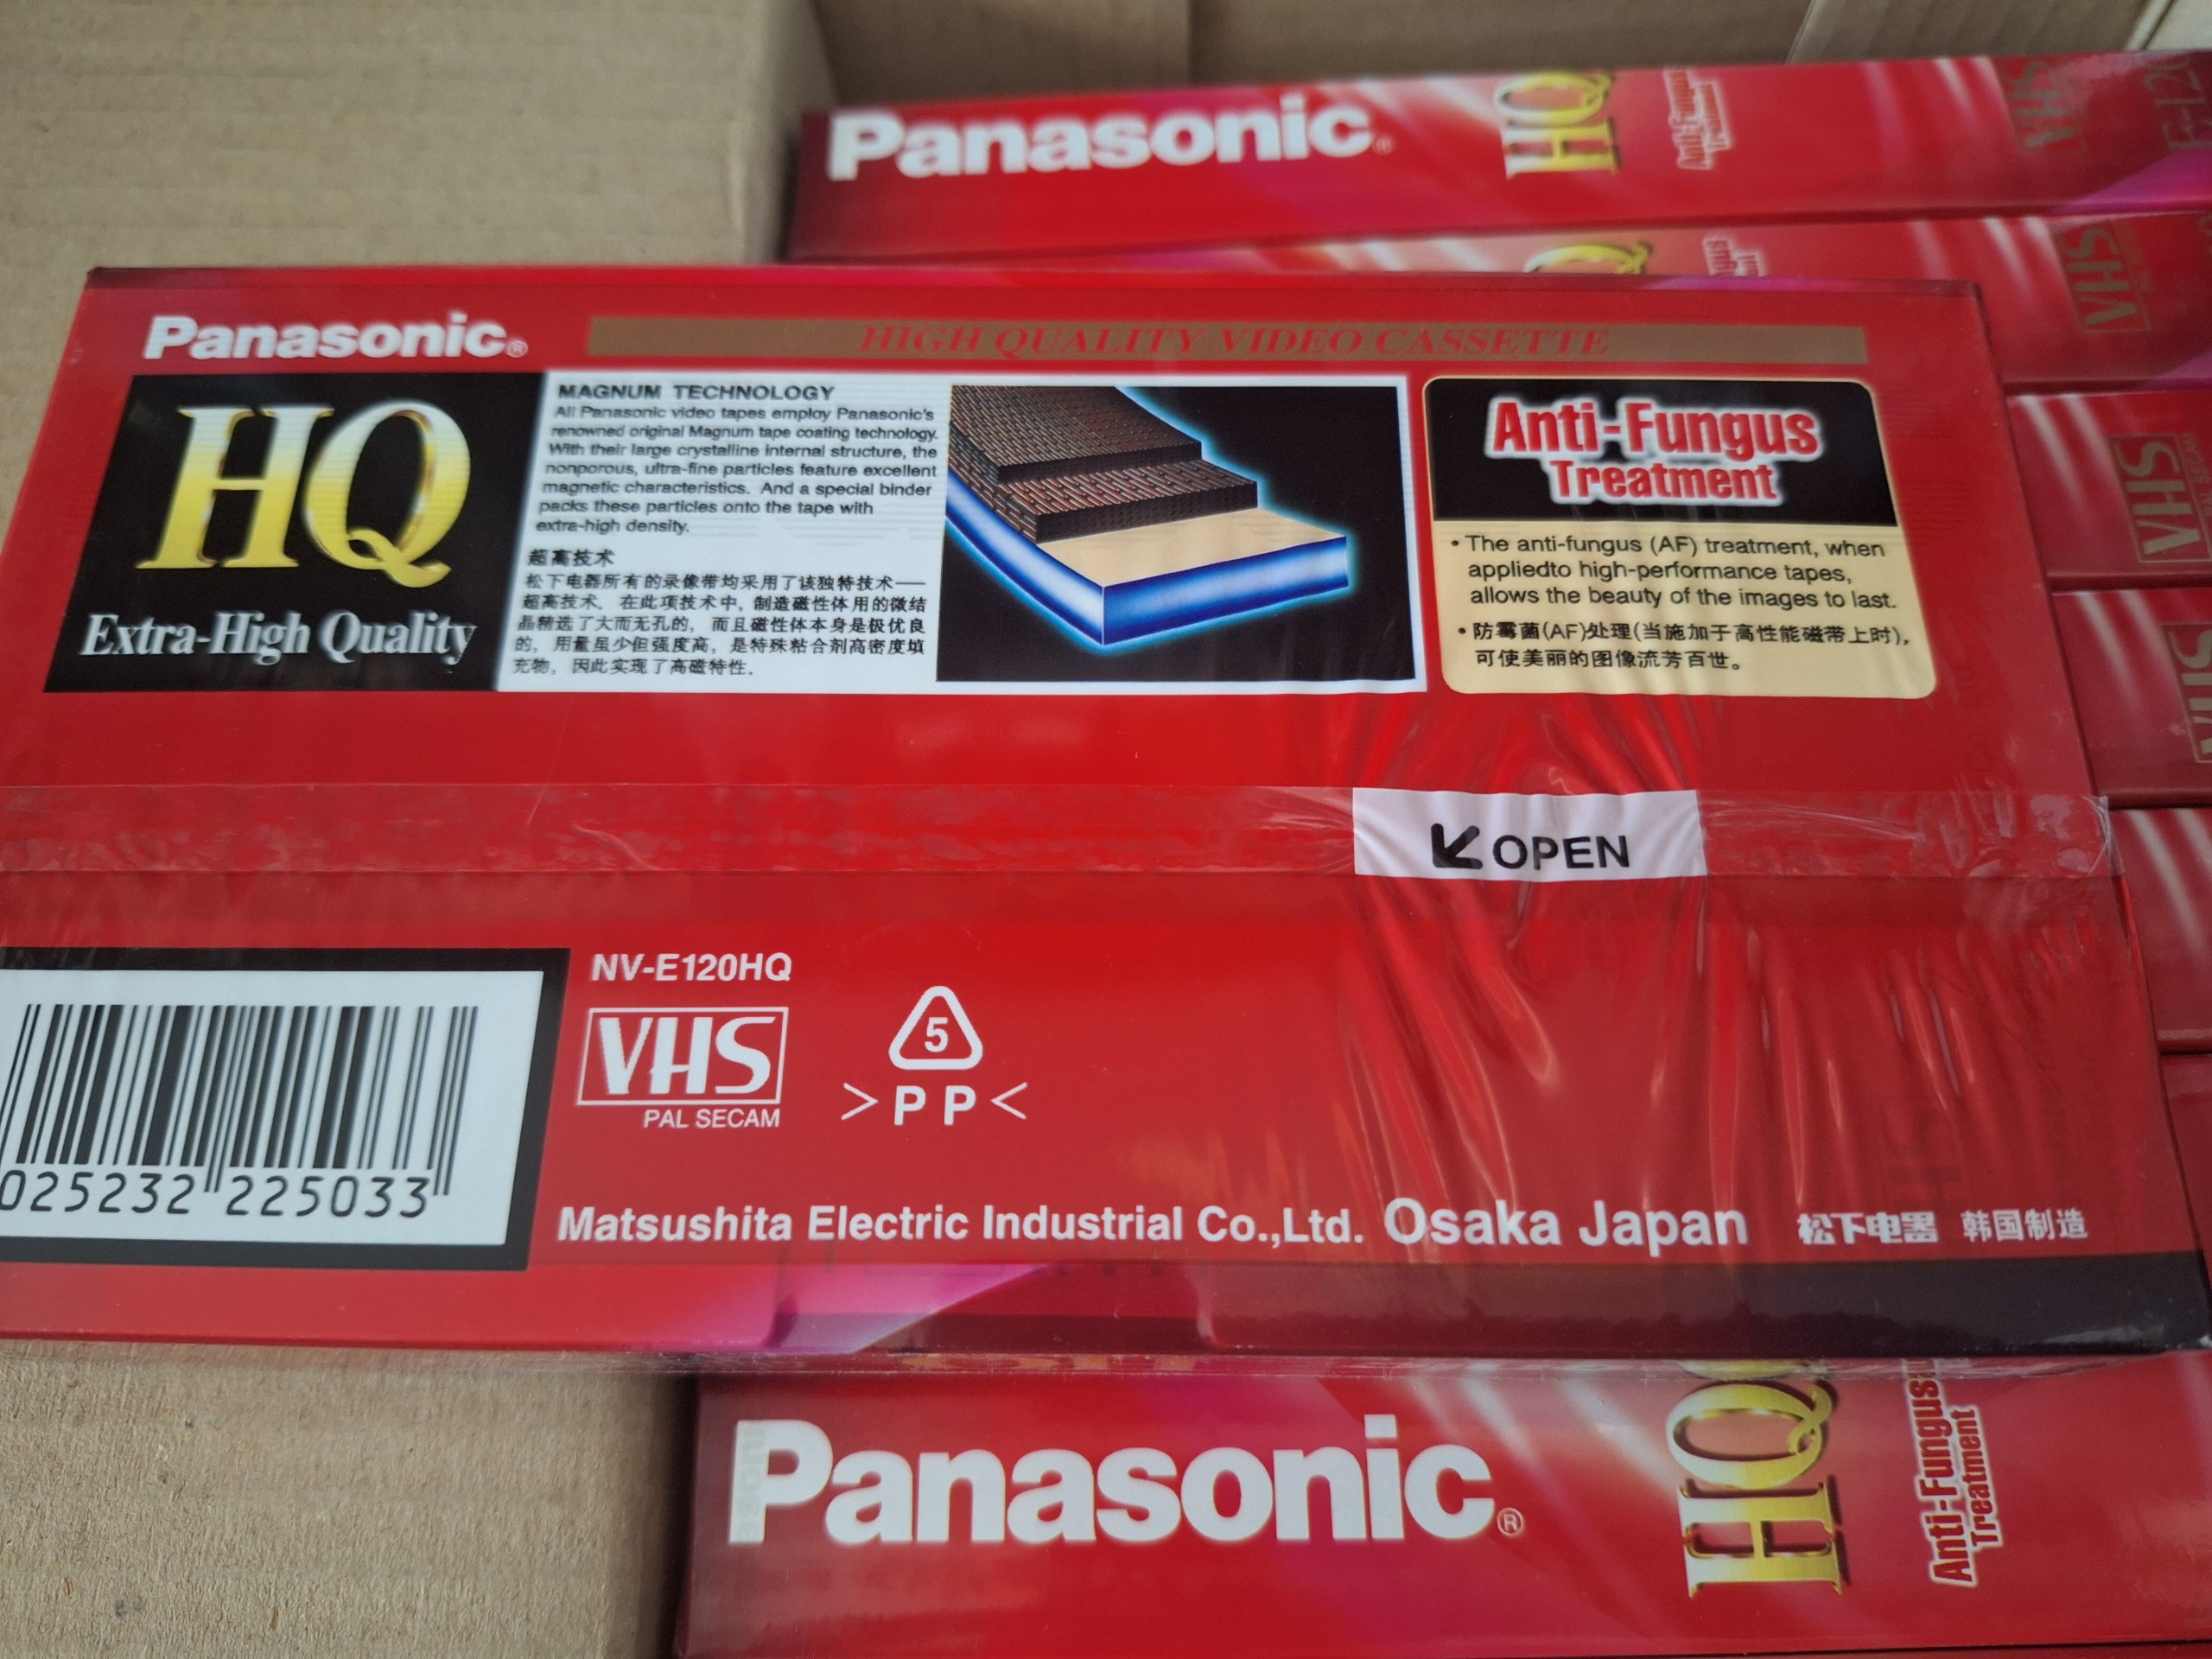 Panasonic
HQ
Anti-Fungus
Treatment
VHS
E-120
HQ
VHS
Panasonic®
HIGH QUALITY VIDEO CASSETTE
HQ
Extra-High Quality
MAGNUM TECHNOLOGY
All Panasonic video tapes employ Panasonic's
renowned original Magnum tape coating technology.
With their large crystalline internal structure, the
nonporous, ultra-fine particles feature excellent
magnetic characteristics. And a special binder
packs these particles onto the tape with
extra-high density.
超高技术
松下电器所有的录像带均采用了该独特技术——
超高技术。在此项技术中, 制造磁性体用的微结
晶精选了大而无孔的, 而且磁性体本身是极优良
的, 用量虽少但强度高, 是特殊粘合剂高密度填
充物, 因此实现了高磁特性.
Anti-Fungus
Treatment
• The anti-fungus (AF) treatment, when
appliedto high-performance tapes,
allows the beauty of the images to last.
• 防霉菌(AF)处理(当施加于高性能磁带上时),
可使美丽的图像流芳百世。
VHS
SECAM
VHS
OPEN
025232 225033
NV-E120HQ
VHS
PAL SECAM
5
>PP<
Matsushita Electric Industrial Co.,Ltd. Osaka Japan 松下电器 韩国制造
Panasonic®
HQ
Anti-Fungus
Treatment